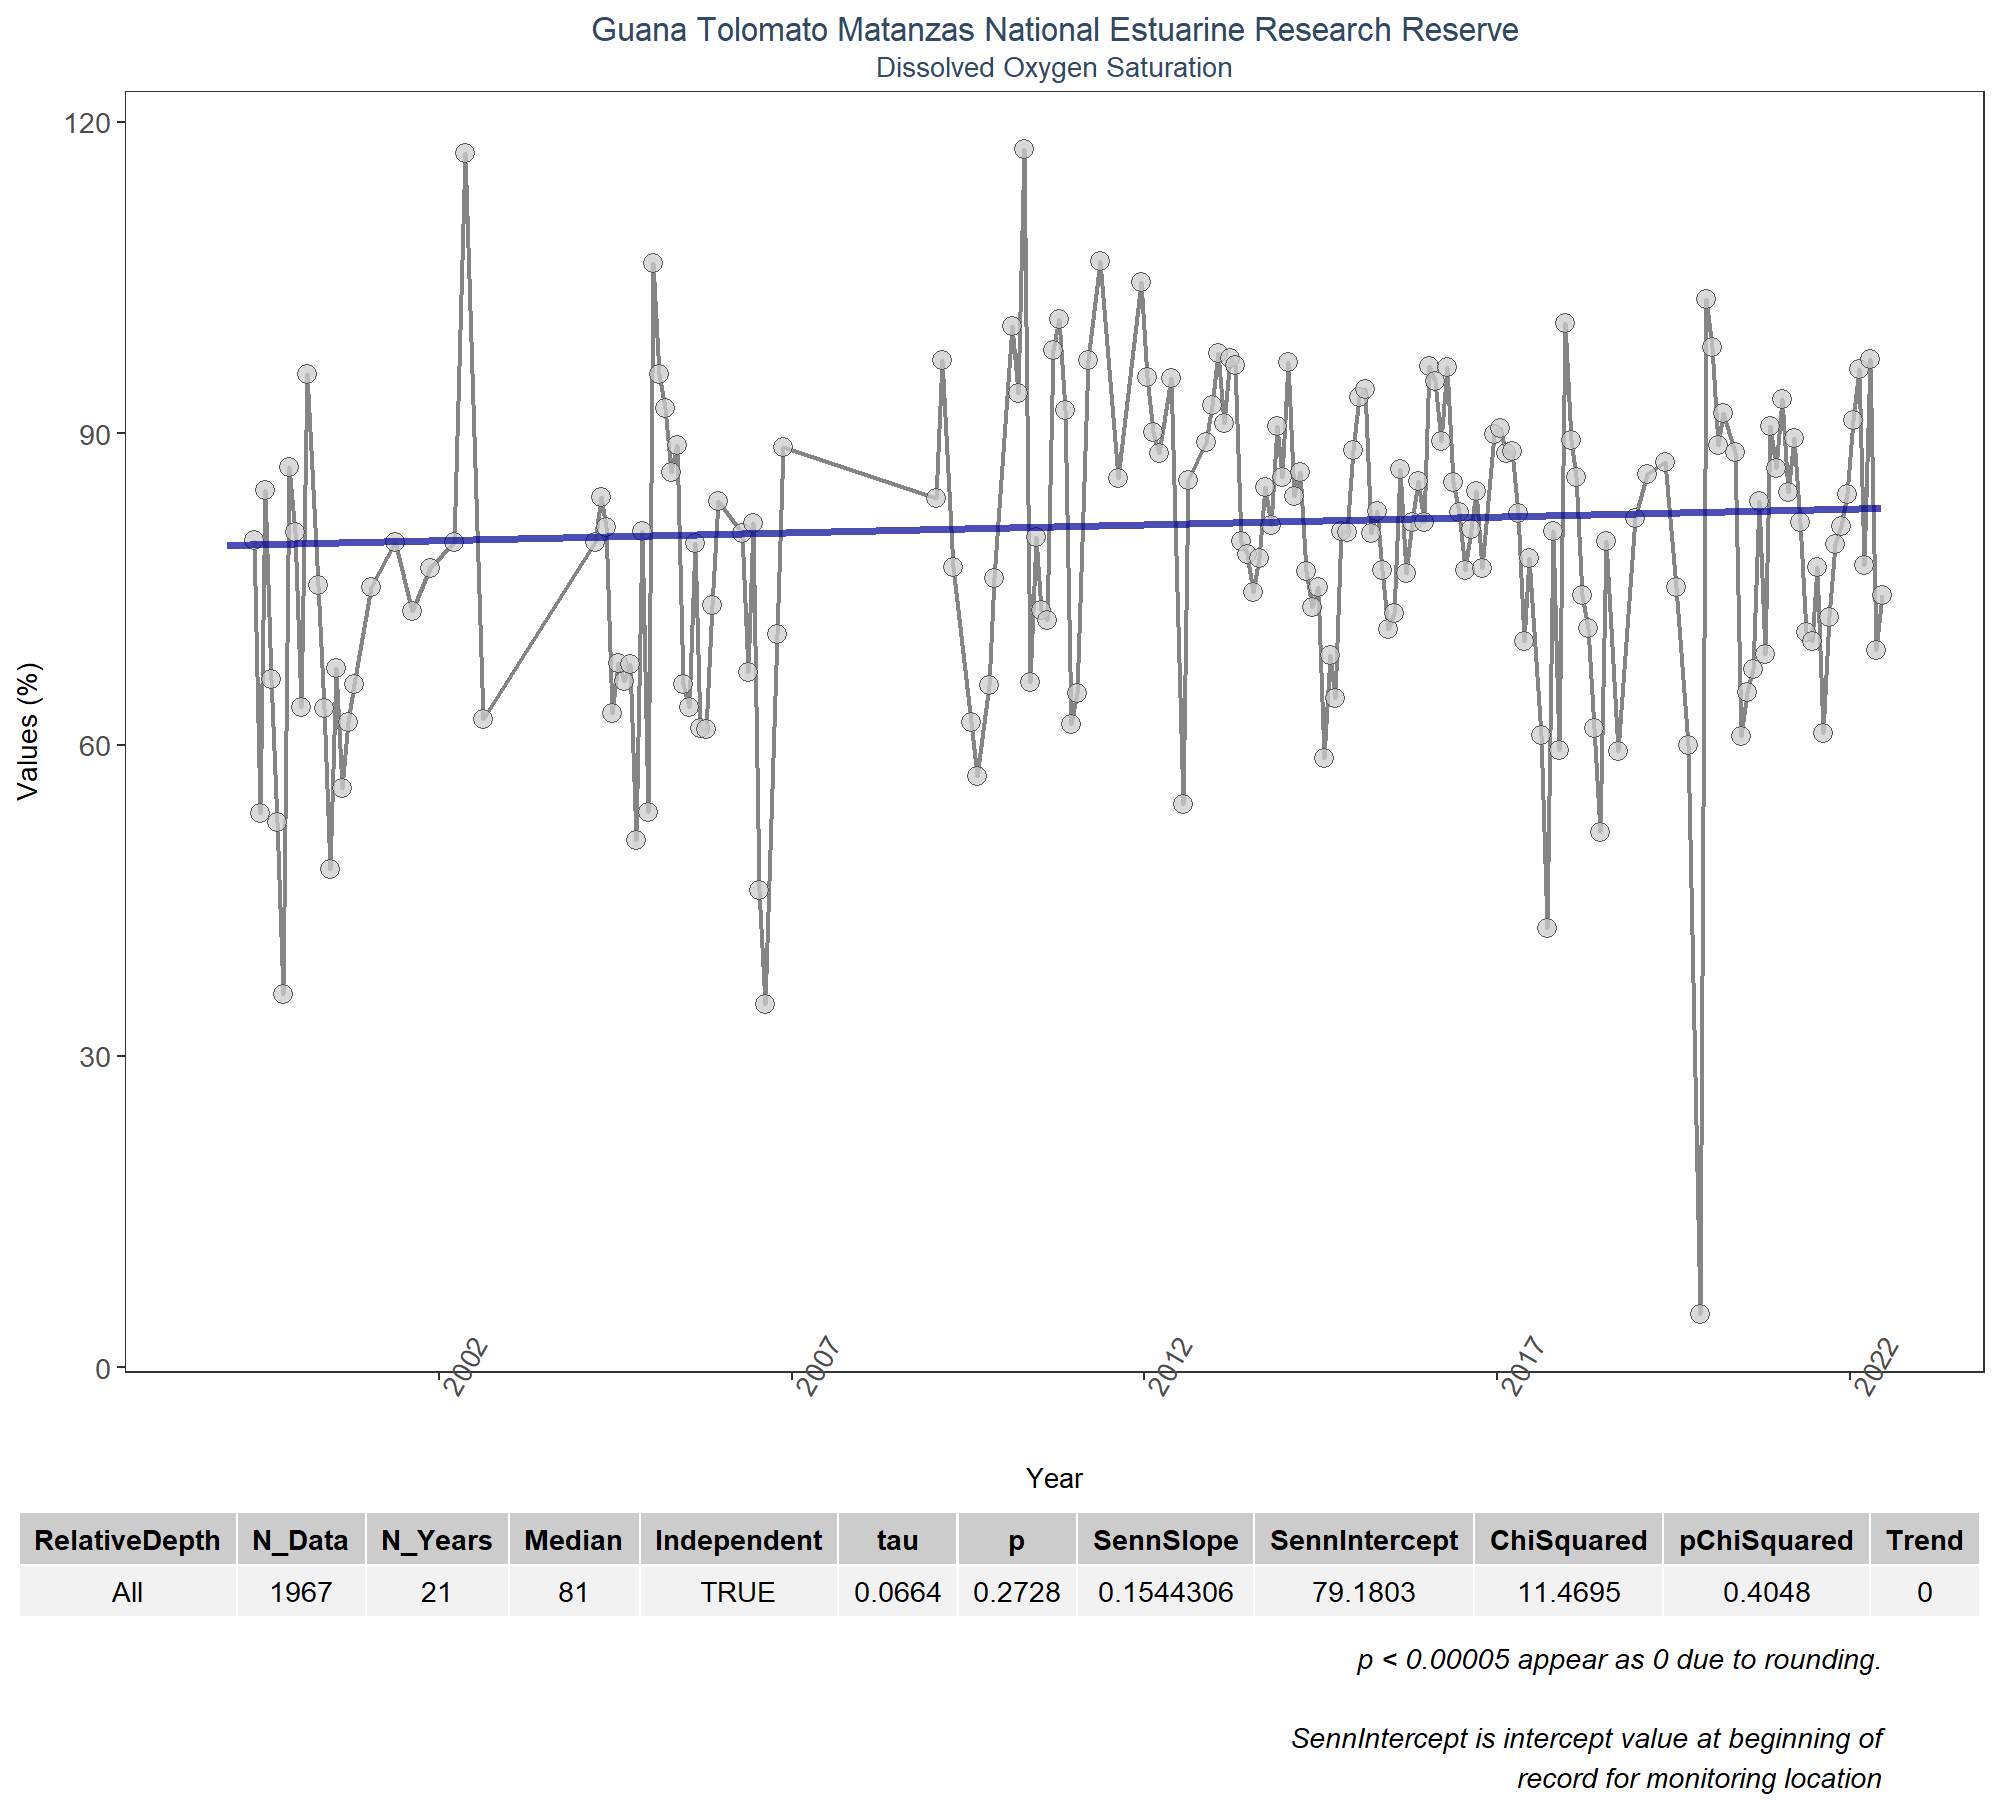 Guana Tolomato Matanzas National Estuarine Research Reserve
Dissolved Oxygen Saturation
120
90
60
30
0
Values (%)
2002
2007
2012
2017
2022
Year
RelativeDepth N_Data N_Years Median Independent tau p SennSlope SennIntercept ChiSquared pChiSquared Trend
All 1967 21 81 TRUE 0.0664 0.2728 0.1544306 79.1803 11.4695 0.4048 0
p < 0.00005 appear as 0 due to rounding.
SennIntercept is intercept value at beginning of
record for monitoring location